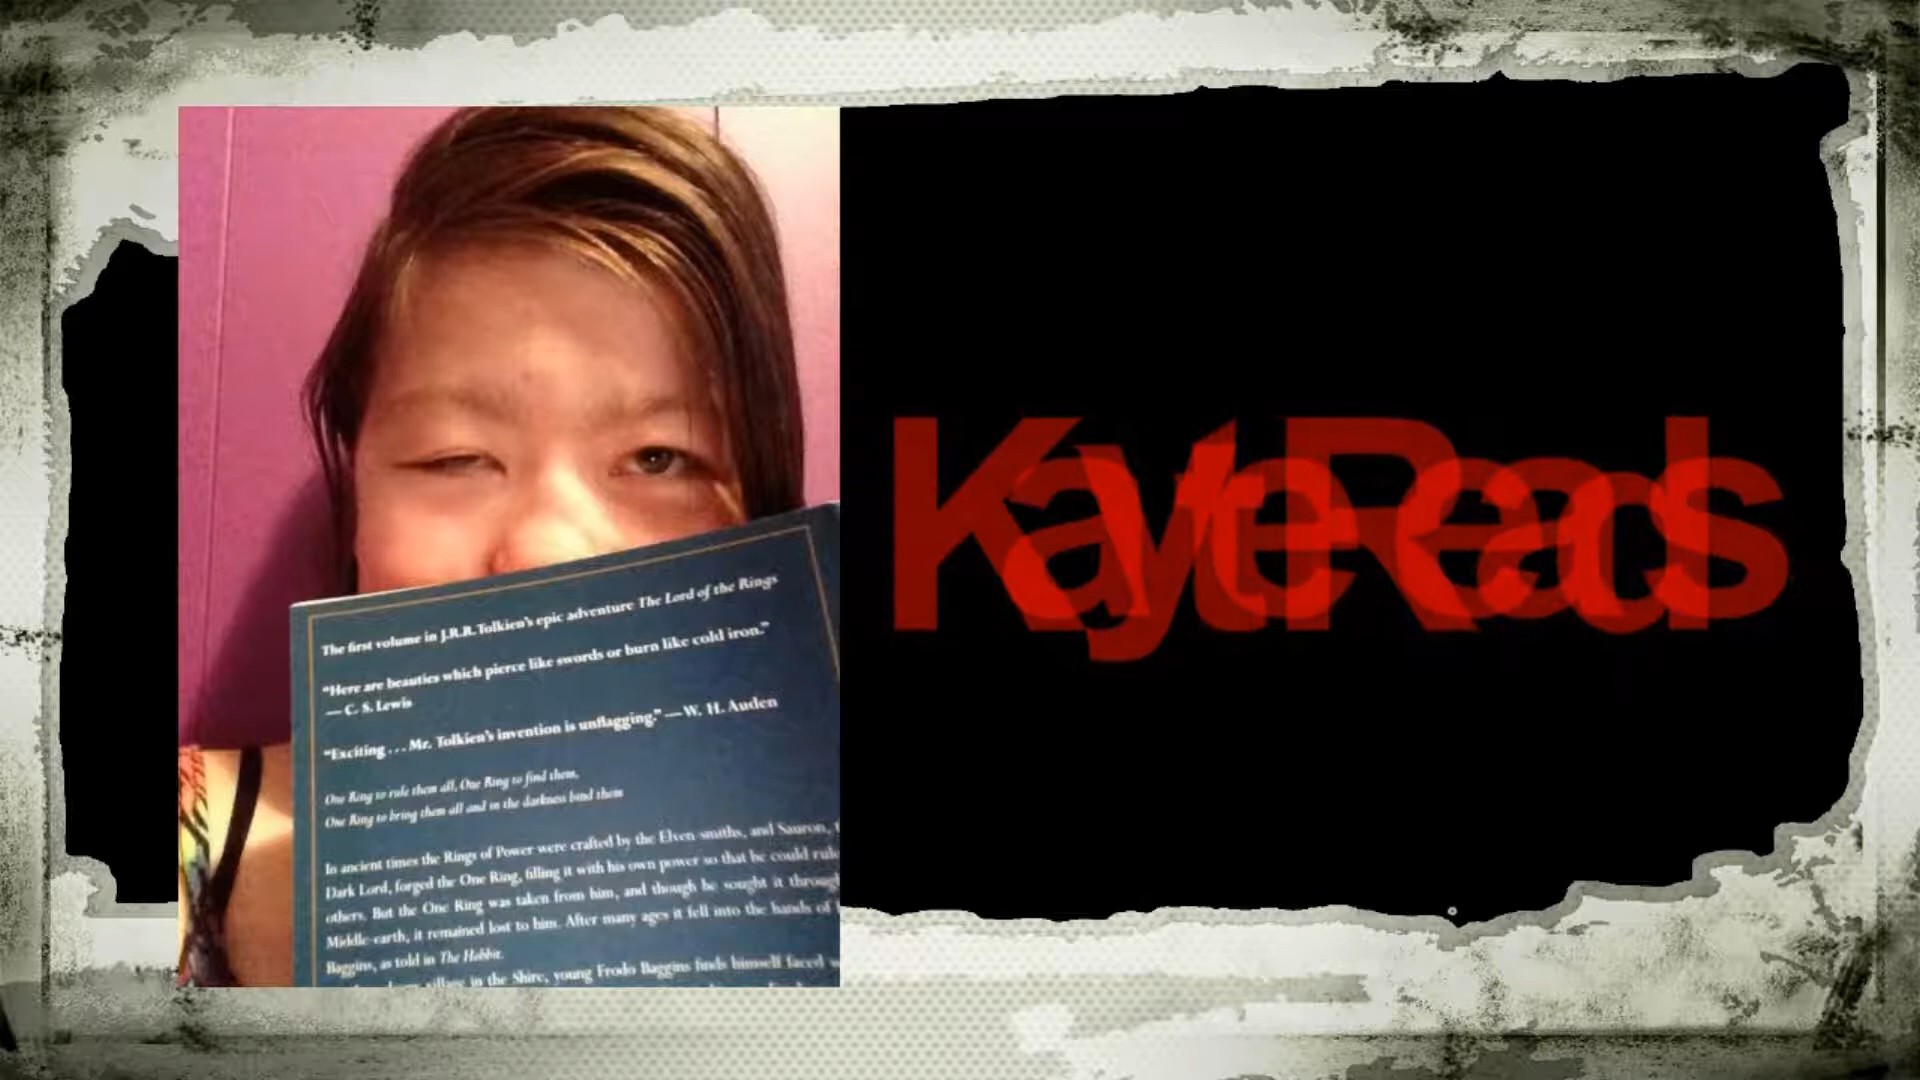 The first volume in J.R.R. Tolkien's epic adventure The Lord of the Rings
"Here are beauties which pierce like swords or burn like cold iron."
— C. S. Lewis
"Exciting . . . Mr. Tolkien's invention is unflagging." — W. H. Auden
One Ring to rule them all, One Ring to find them,
One Ring to bring them all and in the darkness bind them
In ancient times the Rings of Power were crafted by the Elven-smiths, and Sauron,
Dark Lord, forged the One Ring, filling it with his own power so that he could rule
others. But the One Ring was taken from him, and though he sought it
Middle-earth, it remained lost to him. After many ages it fell into the hands of
Baggins, as told in The Hobbit.
village in the Shire, young Frodo Baggins finds himself faced
KayteReads